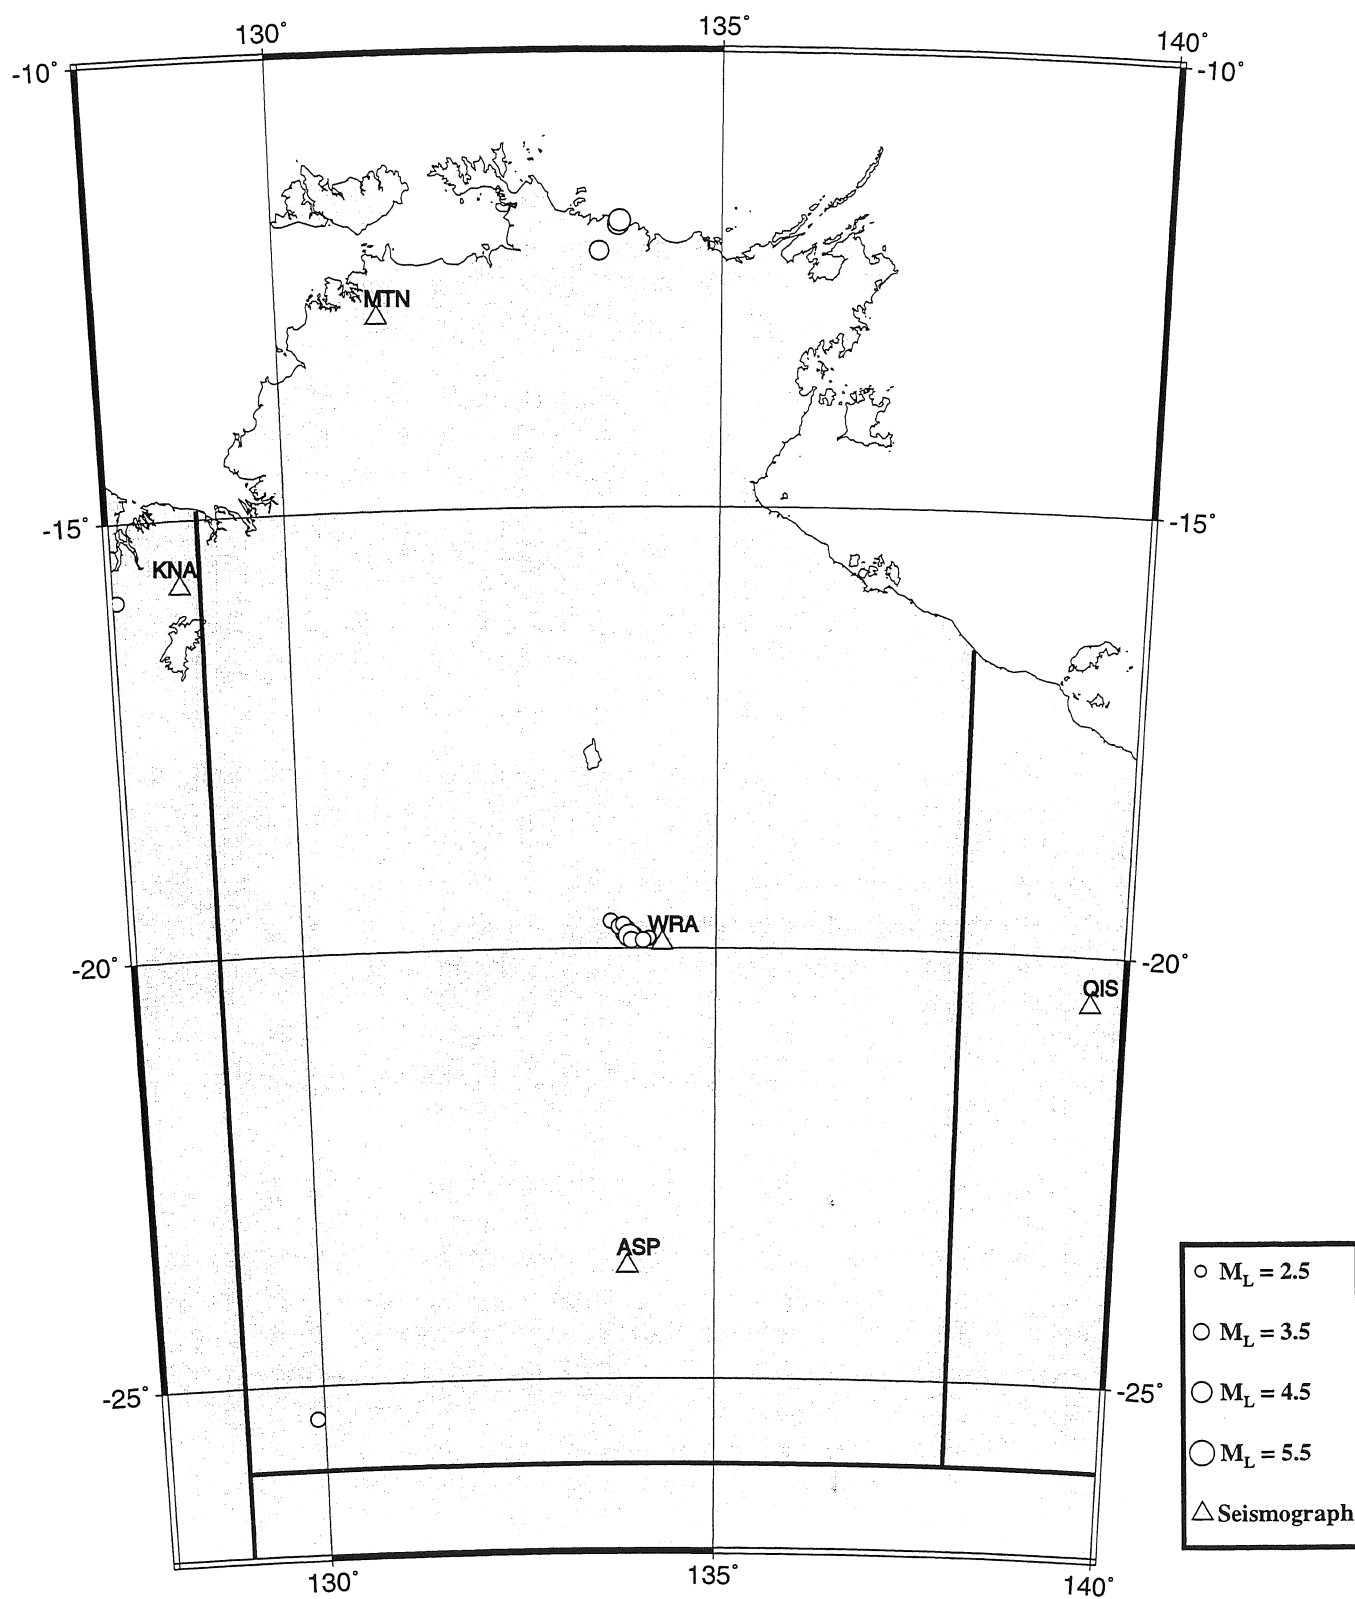 130°
135°
140°
-10°
-10°
MTN
-15°
-15°
KNA
WRA
-20°
-20°
QIS
ASP
M_L = 2.5
M_L = 3.5
-25°
-25°
M_L = 4.5
M_L = 5.5
Seismograph
130°
135°
140°